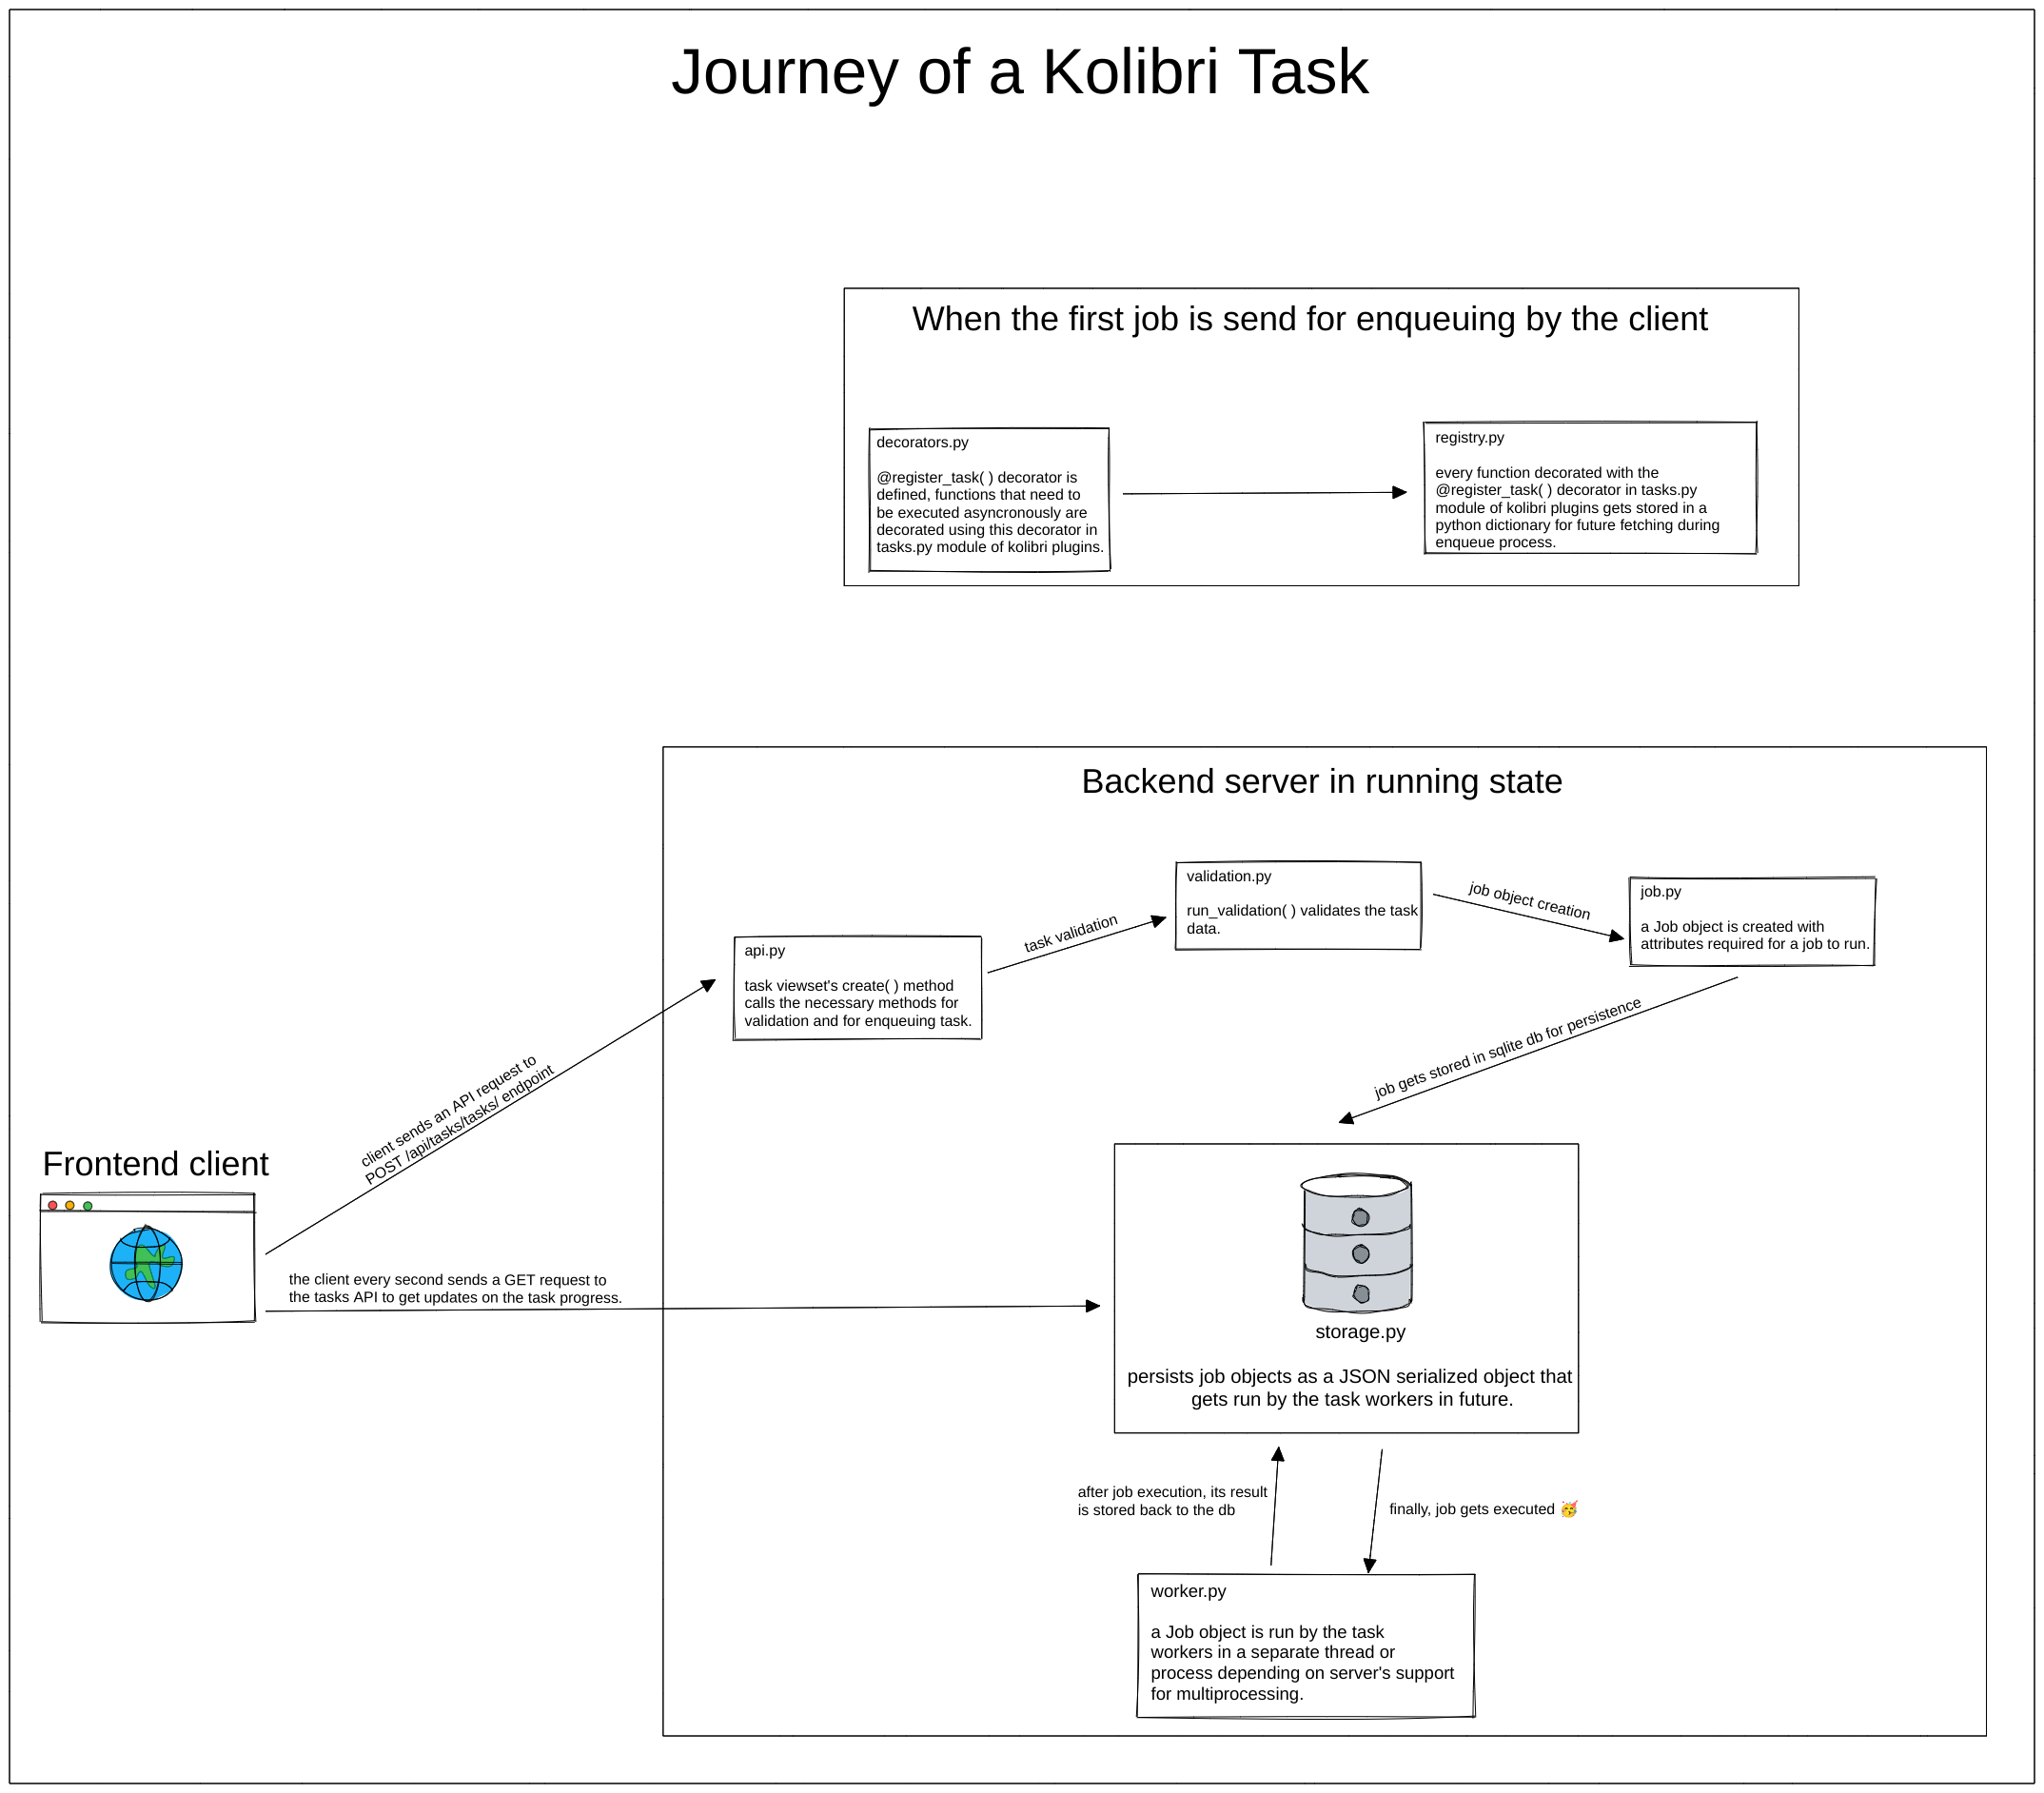 Journey of a Kolibri Task
When the first job is send for enqueuing by the client
decorators.py
@register_task( ) decorator is
defined, functions that need to
be executed asyncronously are
decorated using this decorator in
tasks.py module of kolibri plugins.
registry.py
every function decorated with the
@register_task( ) decorator in tasks.py
module of kolibri plugins gets stored in a
python dictionary for future fetching during
enqueue process.
Backend server in running state
api.py
task viewset's create( ) method
calls the necessary methods for
validation and for enqueuing task.
task validation
validation.py
run_validation( ) validates the task
data.
job object creation
job.py
a Job object is created with
attributes required for a job to run.
job gets stored in sqlite db for persistence
client sends an API request to
POST /api/tasks/tasks/ endpoint
Frontend client
the client every second sends a GET request to
the tasks API to get updates on the task progress.
storage.py
persists job objects as a JSON serialized object that
gets run by the task workers in future.
after job execution, its result
is stored back to the db
finally, job gets executed 🥳
worker.py
a Job object is run by the task
workers in a separate thread or
process depending on server's support
for multiprocessing.